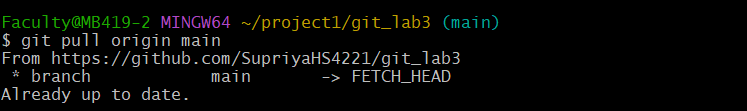 Faculty@MB419-2 MINGW64 ~/project1/git_lab3 (main)
$ git pull origin main
From https://github.com/SupriyaHS4221/git_lab3
 * branch            main       -> FETCH_HEAD
Already up to date.